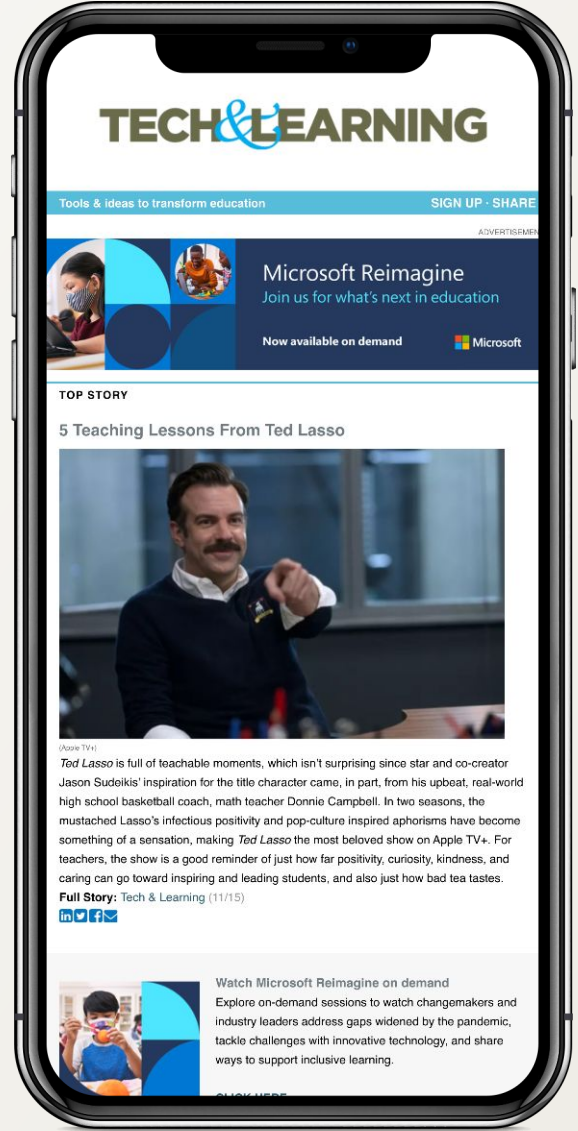 TECH&LEARNING
Tools & ideas to transform education
SIGN UP · SHARE
ADVERTISEMEN
Microsoft Reimagine
Join us for what's next in education
Now available on demand
Microsoft
TOP STORY
5 Teaching Lessons From Ted Lasso
(Apple TV+)
Ted Lasso is full of teachable moments, which isn't surprising since star and co-creator
Jason Sudeikis' inspiration for the title character came, in part, from his upbeat, real-world
high school basketball coach, math teacher Donnie Campbell. In two seasons, the
mustached Lasso's infectious positivity and pop-culture inspired aphorisms have become
something of a sensation, making Ted Lasso the most beloved show on Apple TV+. For
teachers, the show is a good reminder of just how far positivity, curiosity, kindness, and
caring can go toward inspiring and leading students, and also just how bad tea tastes.
Full Story: Tech & Learning (11/15)
Watch Microsoft Reimagine on demand
Explore on-demand sessions to watch changemakers and
industry leaders address gaps widened by the pandemic,
tackle challenges with innovative technology, and share
ways to support inclusive learning.
CLICK HERE